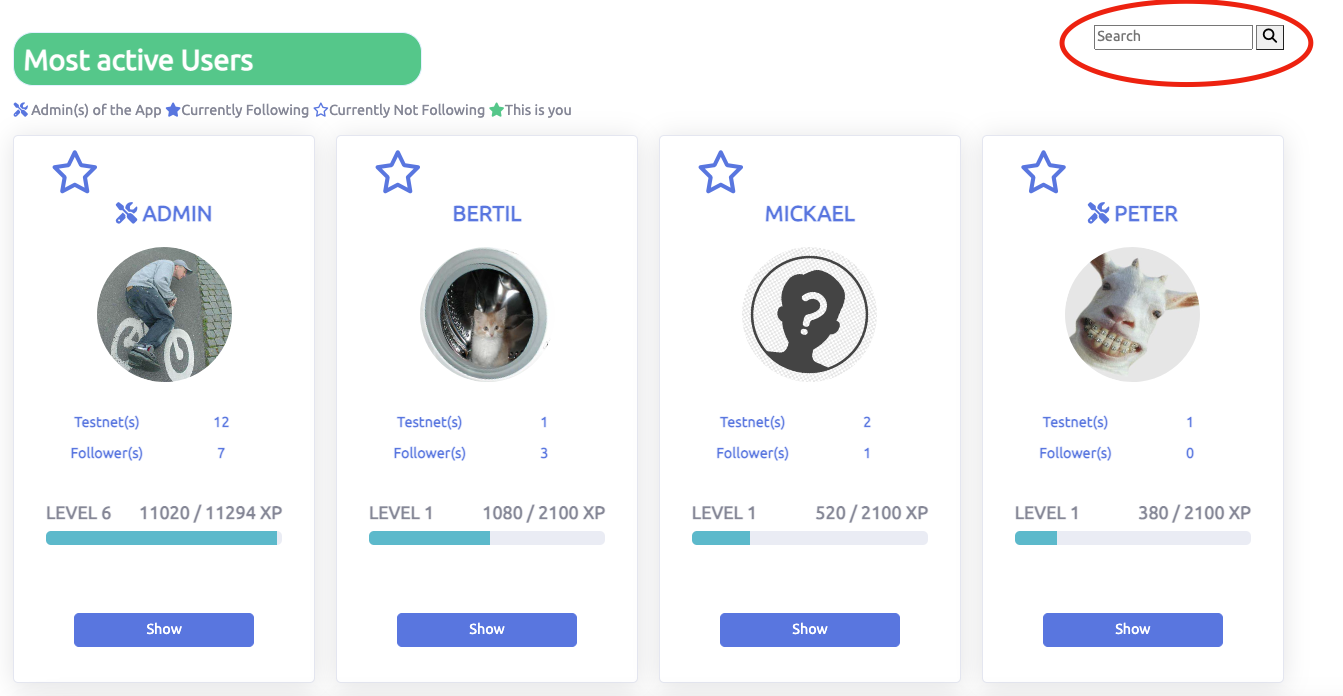 Search
Most active Users
Admin(s) of the App Currently Following Currently Not Following This is you
ADMIN
Testnet(s) 12
Follower(s) 7
LEVEL 6 11020 / 11294 XP
Show
BERTIL
Testnet(s) 1
Follower(s) 3
LEVEL 1 1080 / 2100 XP
Show
MICKAEL
?
Testnet(s) 2
Follower(s) 1
LEVEL 1 520 / 2100 XP
Show
PETER
Testnet(s) 1
Follower(s) 0
LEVEL 1 380 / 2100 XP
Show